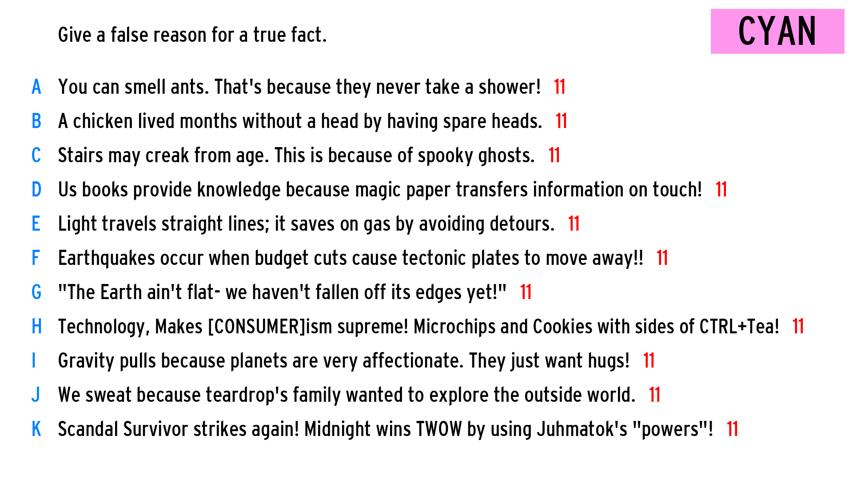 Give a false reason for a true fact.
CYAN
A You can smell ants. That's because they never take a shower! 11
B A chicken lived months without a head by having spare heads. 11
C Stairs may creak from age. This is because of spooky ghosts. 11
D Us books provide knowledge because magic paper transfers information on touch! 11
E Light travels straight lines; it saves on gas by avoiding detours. 11
F Earthquakes occur when budget cuts cause tectonic plates to move away!! 11
G "The Earth ain't flat- we haven't fallen off its edges yet!" 11
H Technology, Makes [CONSUMER]ism supreme! Microchips and Cookies with sides of CTRL+Tea! 11
I Gravity pulls because planets are very affectionate. They just want hugs! 11
J We sweat because teardrop's family wanted to explore the outside world. 11
K Scandal Survivor strikes again! Midnight wins TWOW by using Juhmatok's "powers"! 11